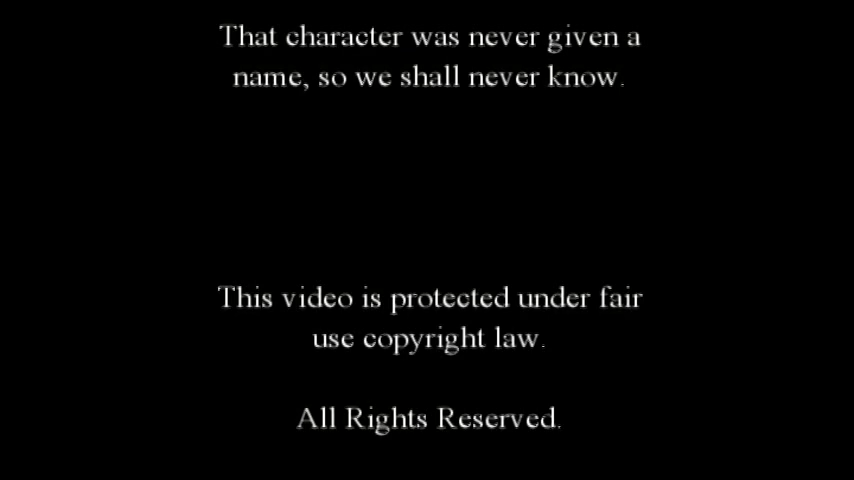 That character was never given a
name, so we shall never know.
This video is protected under fair
use copyright law.
All Rights Reserved.